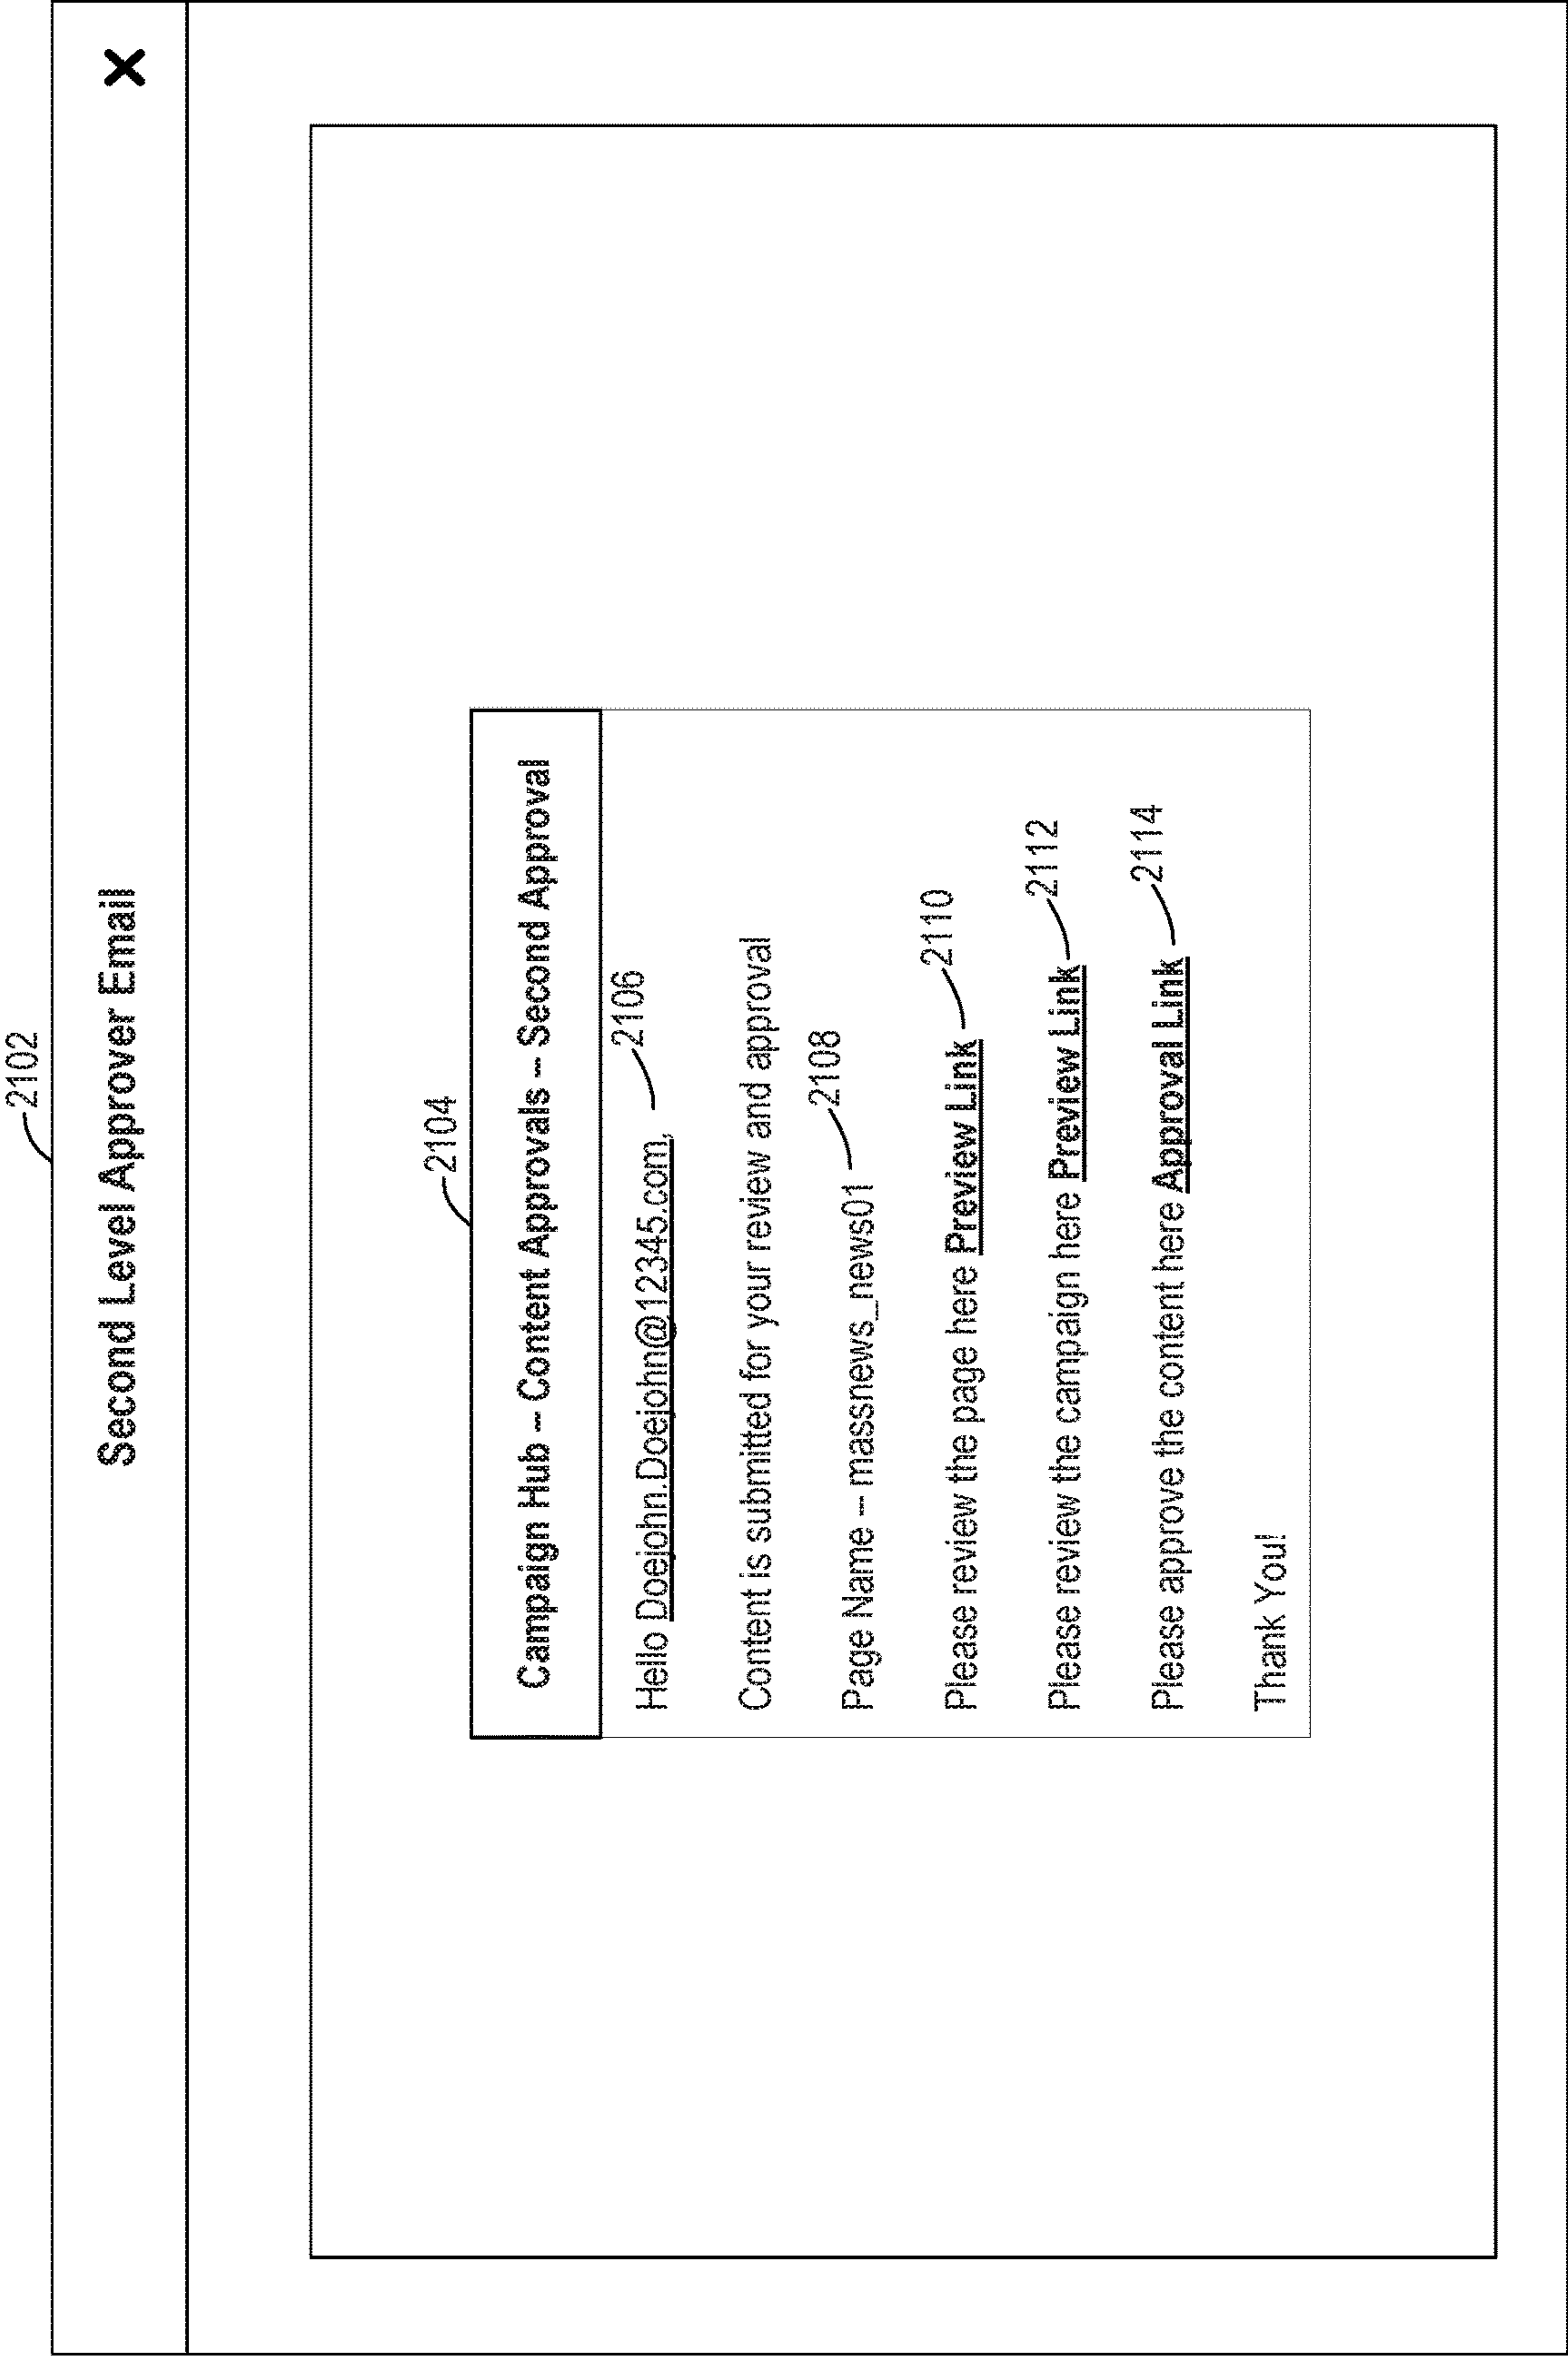 2102
Second Level Approver Email
X
2104
Campaign Hub – Content Approvals – Second Approval
Hello Doejohn.Doejohn@12345.com, 2106
Content is submitted for your review and approval
Page Name – massnews_news01 2108
Please review the page here Preview Link 2110
Please review the campaign here Preview Link 2112
Please approve the content here Approval Link 2114
Thank You!